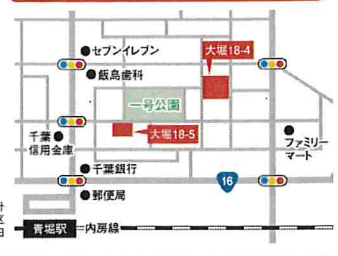 セブンイレブン
大堀18-4
飯島歯科
一号公園
千葉
信用金庫
大堀18-5
ファミリー
マート
千葉銀行
16
郵便局
青堀駅
内房線